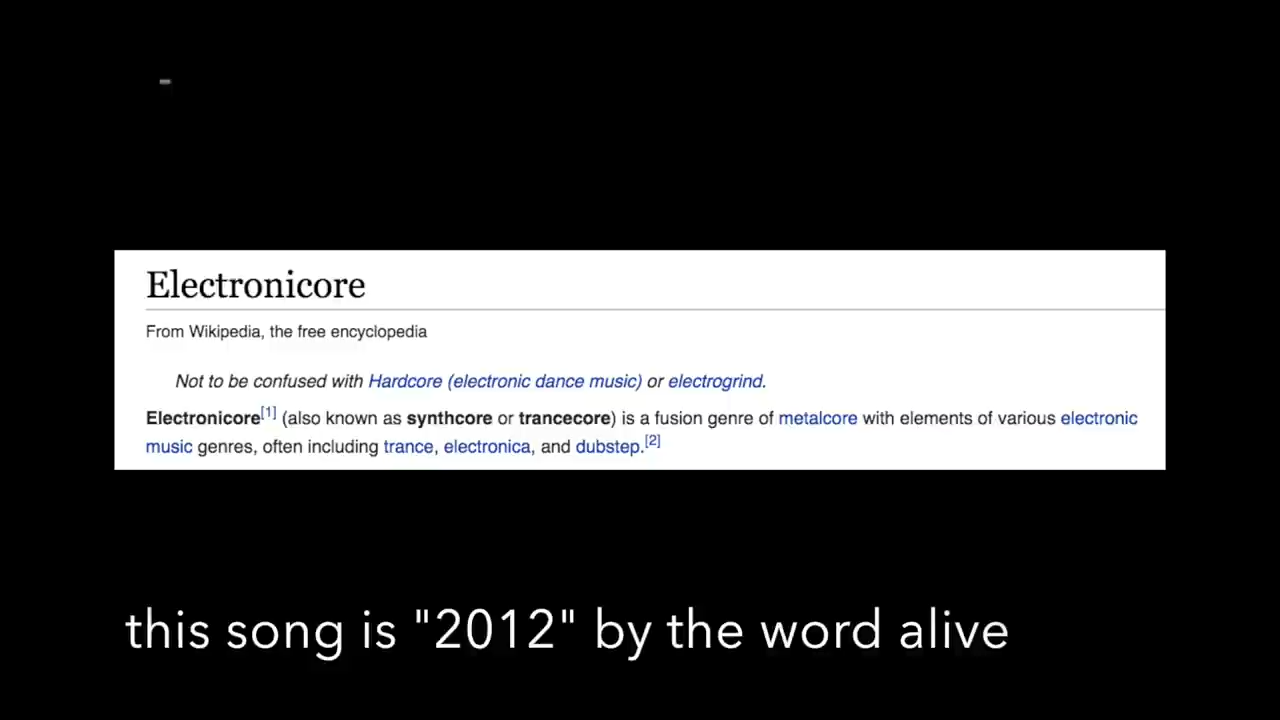 -
Electronicore
From Wikipedia, the free encyclopedia
Not to be confused with Hardcore (electronic dance music) or electrogrind.
Electronicore[1] (also known as synthcore or trancecore) is a fusion genre of metalcore with elements of various electronic
music genres, often including trance, electronica, and dubstep.[2]
this song is "2012" by the word alive